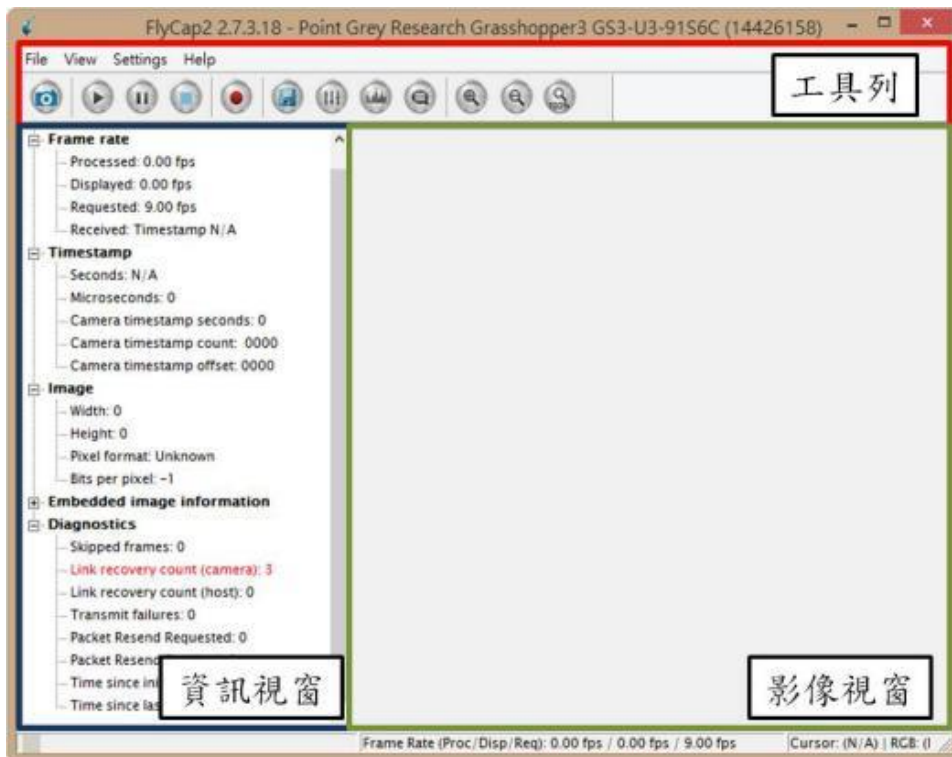 FlyCap2 2.7.3.18 - Point Grey Research Grasshopper3 GS3-U3-91S6C (14426158)
File View Settings Help
工具列
Frame rate
Processed: 0.00 fps
Displayed: 0.00 fps
Requested: 9.00 fps
Received: Timestamp N/A
Timestamp
Seconds: N/A
Microseconds: 0
Camera timestamp seconds: 0
Camera timestamp count: 0000
Camera timestamp offset: 0000
Image
Width: 0
Height: 0
Pixel format: Unknown
Bits per pixel: -1
Embedded image information
Diagnostics
Skipped frames: 0
Link recovery count (camera): 3
Link recovery count (host): 0
Transmit failures: 0
Packet Resend Requested: 0
Packet Resend
Time since ini
Time since las
資訊視窗
影像視窗
Frame Rate (Proc/Disp/Req): 0.00 fps / 0.00 fps / 9.00 fps Cursor: (N/A) | RGB: (